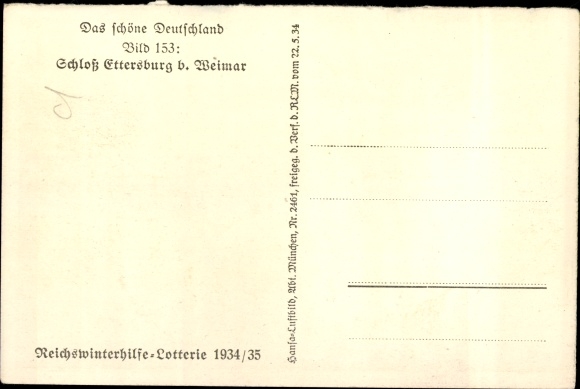 Das schöne Deutschland
Bild 153:
Schloß Ettersburg b. Weimar
Reichswinterhilfe-Lotterie 1934/35
Hansa-Luftbild, Abt. München, Nr. 2461, freigeg. d. Verf. d. RLM. vom 22.5.34